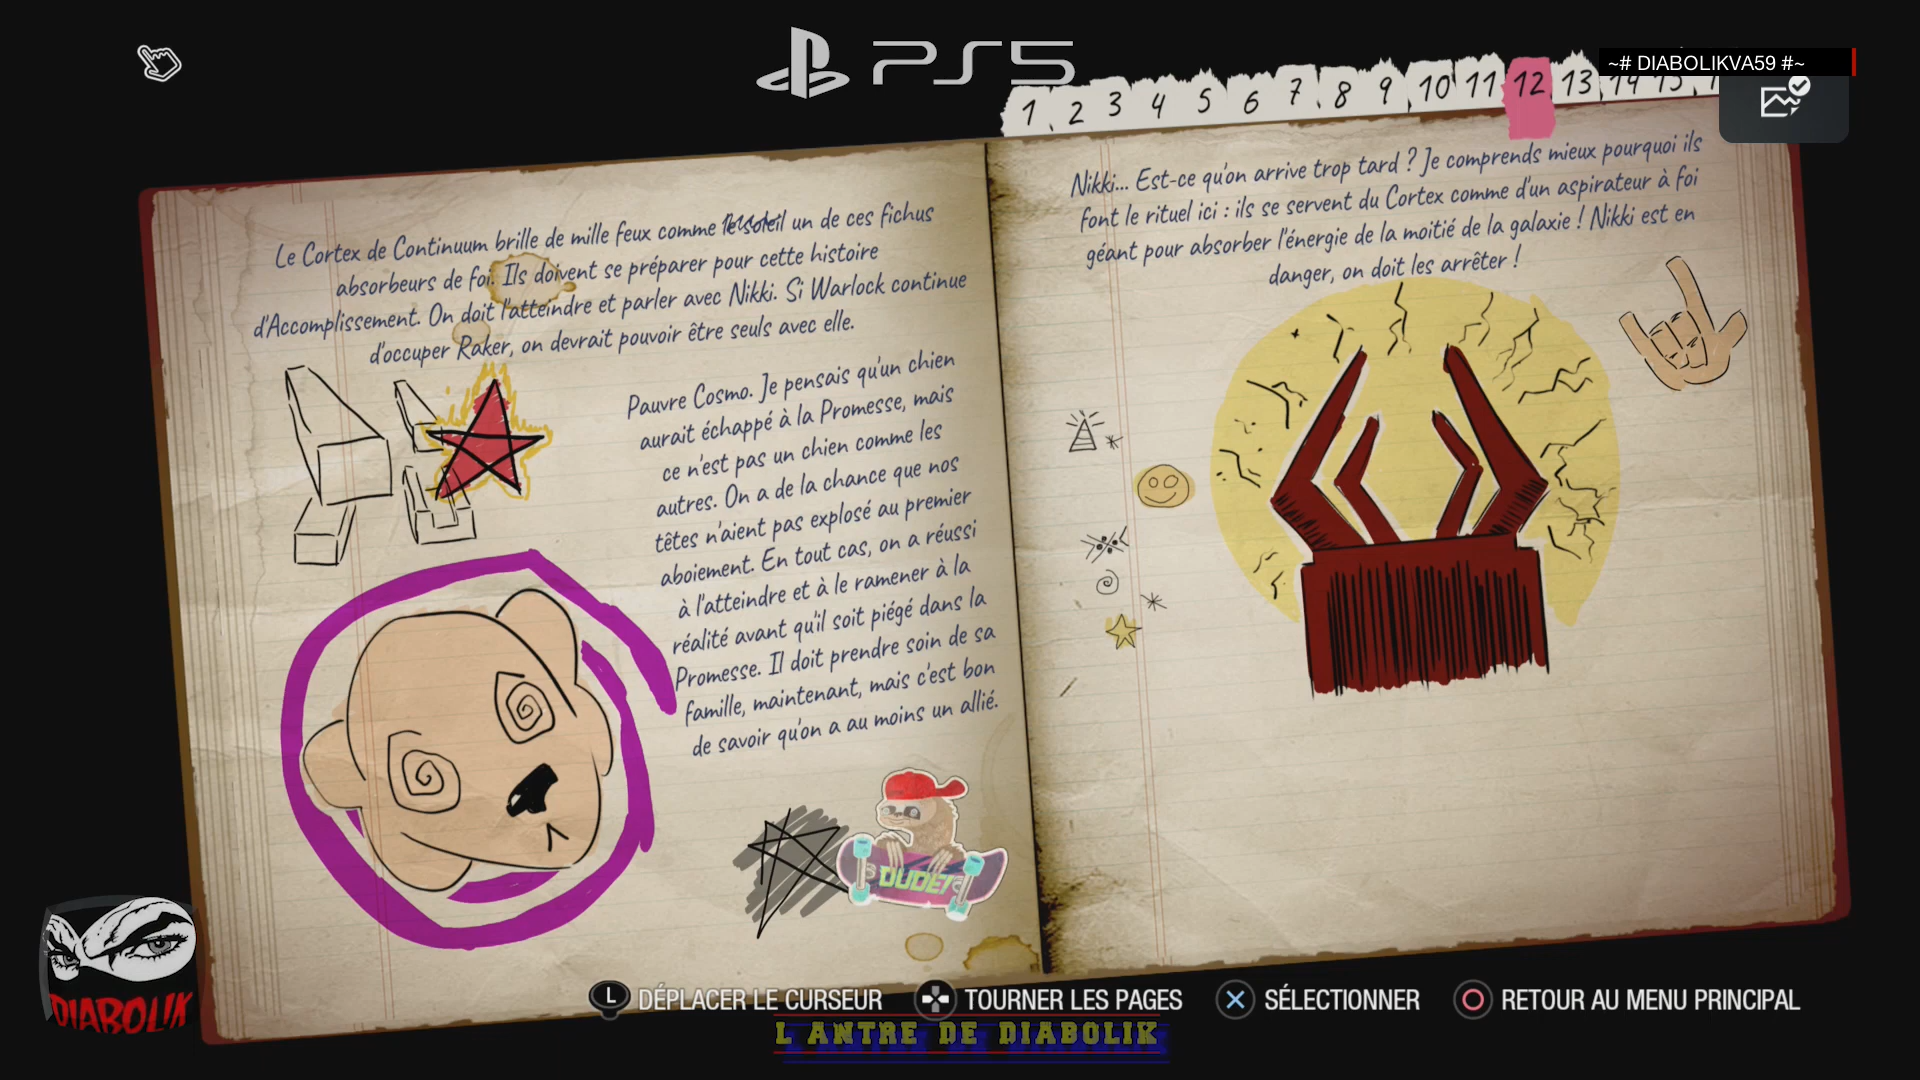 PS5
~# DIABOLIKVA59 #~
1 2 3 4 5 6 7 8 9 10 11 12 13 14 15
Le Cortex de Continuum brille de mille feux comme le soleil un de ces fichus
absorbeurs de foi. Ils doivent se préparer pour cette histoire
d'Accomplissement. On doit l'atteindre et parler avec Nikki. Si Warlock continue
d'occuper Raker, on devrait pouvoir être seuls avec elle.
Pauvre Cosmo. Je pensais qu'un chien
aurait échappé à la Promesse, mais
ce n'est pas un chien comme les
autres. On a de la chance que nos
têtes n'aient pas explosé au premier
aboiement. En tout cas, on a réussi
à l'atteindre et à le ramener à la
réalité avant qu'il soit piégé dans la
Promesse. Il doit prendre soin de sa
famille, maintenant, mais c'est bon
de savoir qu'on a au moins un allié.
DUDE!
Nikki... Est-ce qu'on arrive trop tard ? Je comprends mieux pourquoi ils
font le rituel ici : ils se servent du Cortex comme d'un aspirateur à foi
géant pour absorber l'énergie de la moitié de la galaxie ! Nikki est en
danger, on doit les arrêter !
DIABOLIK
L DÉPLACER LE CURSEUR TOURNER LES PAGES SÉLECTIONNER RETOUR AU MENU PRINCIPAL
L ANTRE DE DIABOLIK